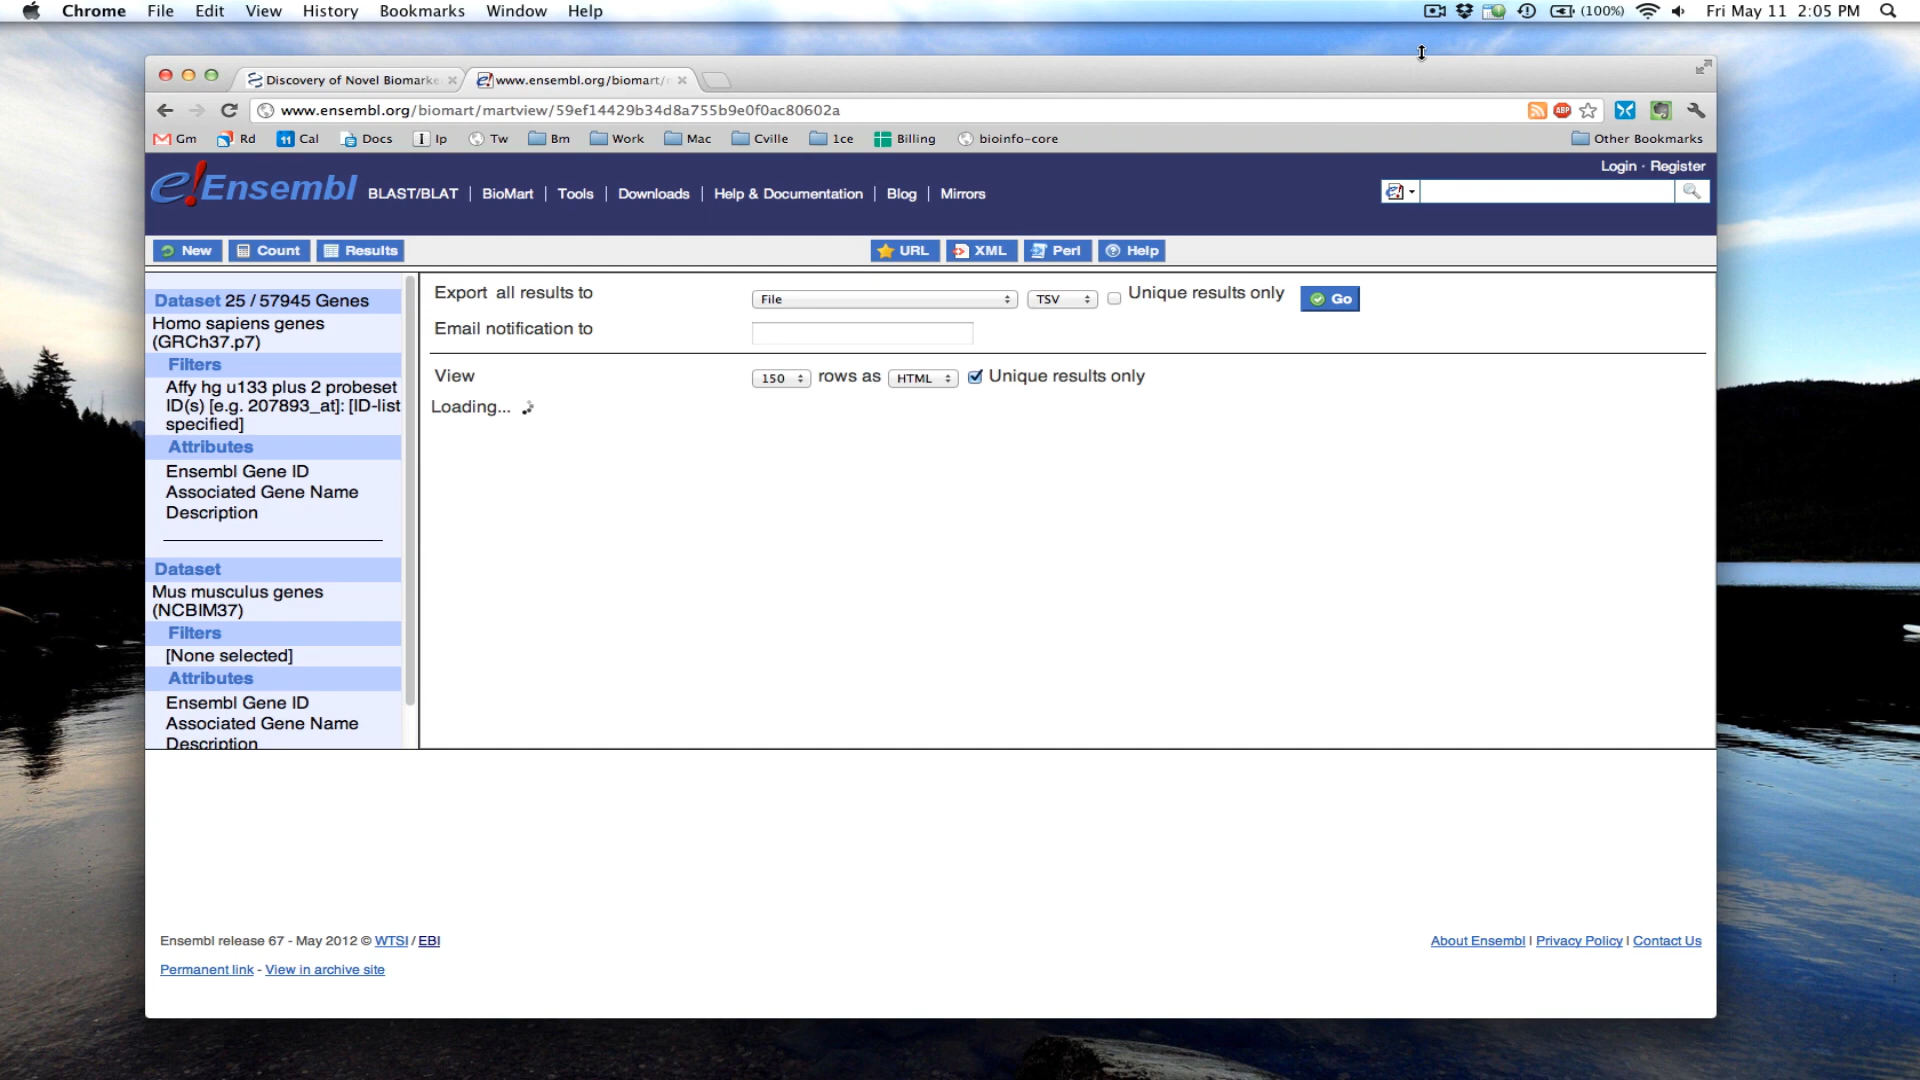 Chrome File Edit View History Bookmarks Window Help (100%) Fri May 11 2:05 PM
Discovery of Novel Biomarke www.ensembl.org/biomart/
www.ensembl.org/biomart/martview/59ef14429b34d8a755b9e0f0ac80602a ABP
Gm Rd 11 Cal Docs I Ip Tw Bm Work Mac Cville 1ce Billing bioinfo-core Other Bookmarks
Login · Register
e!Ensembl BLAST/BLAT | BioMart | Tools | Downloads | Help & Documentation | Blog | Mirrors
New Count Results URL XML Perl Help
Dataset 25 / 57945 Genes
Homo sapiens genes
(GRCh37.p7)
Filters
Affy hg u133 plus 2 probeset
ID(s) [e.g. 207893_at]: [ID-list
specified]
Attributes
Ensembl Gene ID
Associated Gene Name
Description
Dataset
Mus musculus genes
(NCBIM37)
Filters
[None selected]
Attributes
Ensembl Gene ID
Associated Gene Name
Description
Export all results to File TSV Unique results only Go
Email notification to
View 150 rows as HTML Unique results only
Loading...
Ensembl release 67 - May 2012 © WTSI / EBI
About Ensembl | Privacy Policy | Contact Us
Permanent link - View in archive site